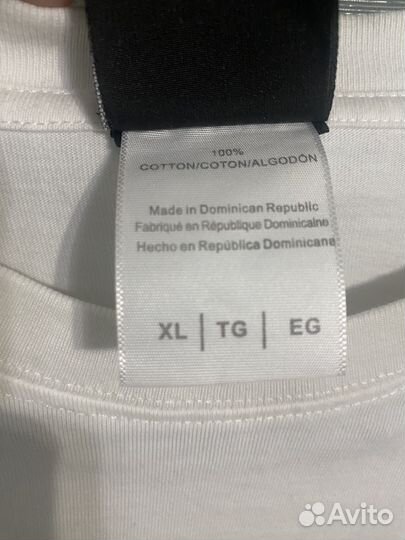 100%
COTTON/COTON/ALGODÓN
Made in Dominican Republic
Fabriqué en République Dominicaine
Hecho en República Dominicana
XL | TG | EG
Avito